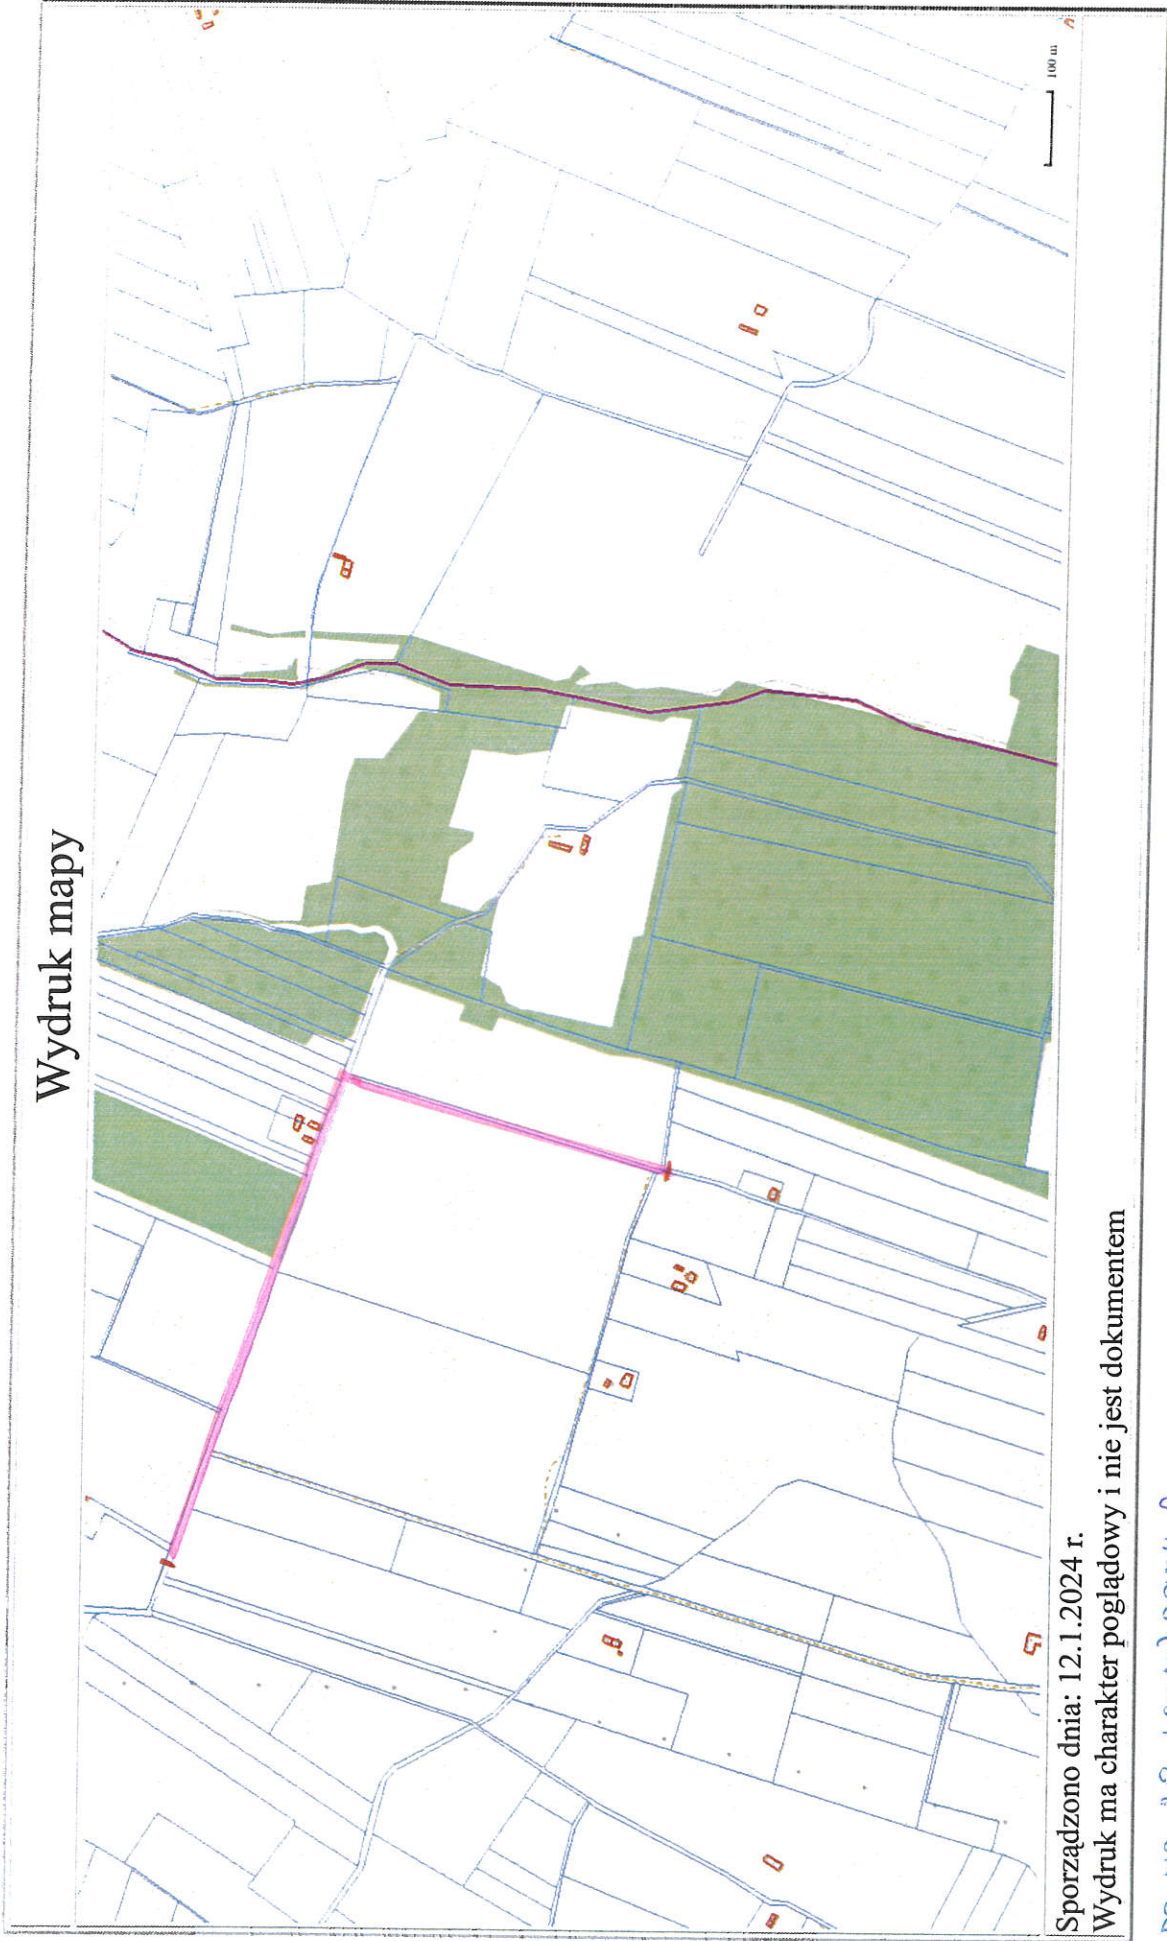 Wydruk mapy
100 m
Sporządzono dnia: 12.1.2024 r.
Wydruk ma charakter poglądowy i nie jest dokumentem